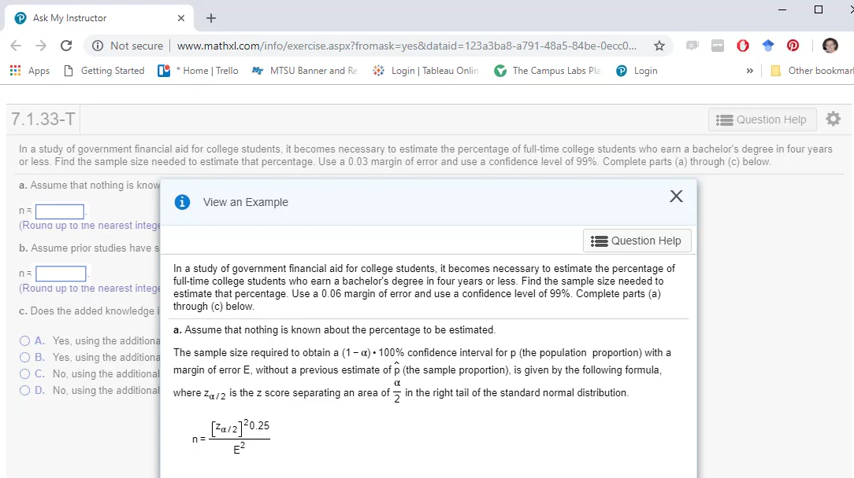 Ask My Instructor
Not secure | www.mathxl.com/info/exercise.aspx?fromask=yes&dataid=123a3ba8-a791-48a5-84be-0ecc0...
Apps Getting Started * Home | Trello MTSU Banner and Re Login | Tableau Onlin The Campus Labs Pla Login » Other bookmar
7.1.33-T Question Help
In a study of government financial aid for college students, it becomes necessary to estimate the percentage of full-time college students who earn a bachelor's degree in four years
or less. Find the sample size needed to estimate that percentage. Use a 0.03 margin of error and use a confidence level of 99%. Complete parts (a) through (c) below.
a. Assume that nothing is know
n =
(Round up to the nearest intege
b. Assume prior studies have s
n =
(Round up to the nearest intege
c. Does the added knowledge i
A. Yes, using the additiona
B. Yes, using the additiona
C. No, using the additional
D. No, using the additional
View an Example
Question Help
In a study of government financial aid for college students, it becomes necessary to estimate the percentage of
full-time college students who earn a bachelor's degree in four years or less. Find the sample size needed to
estimate that percentage. Use a 0.06 margin of error and use a confidence level of 99%. Complete parts (a)
through (c) below.
a. Assume that nothing is known about the percentage to be estimated.
The sample size required to obtain a (1 − α) • 100% confidence interval for p (the population proportion) with a
margin of error E, without a previous estimate of p̂ (the sample proportion), is given by the following formula,
where zα/2 is the z score separating an area of α/2 in the right tail of the standard normal distribution.
n = [zα/2]²0.25 / E²